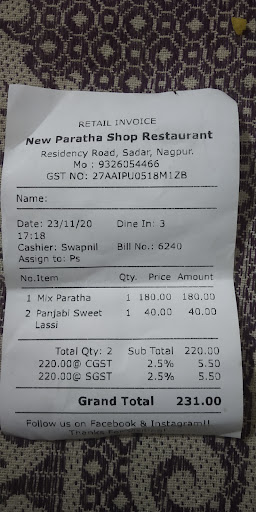 RETAIL INVOICE
New Paratha Shop Restaurant
Residency Road, Sadar, Nagpur.
Mo : 9326054466
GST NO: 27AAIPU0518M1ZB
Name:
Date: 23/11/20 Dine In: 3
17:18
Cashier: Swapnil Bill No.: 6240
Assign to: Ps
No.Item Qty. Price Amount
1 Mix Paratha 1 180.00 180.00
2 Panjabi Sweet 1 40.00 40.00
Lassi
Total Qty: 2 Sub Total 220.00
220.00@ CGST 2.5% 5.50
220.00@ SGST 2.5% 5.50
Grand Total 231.00
Follow us on Facebook & Instagram!!
Thanks For